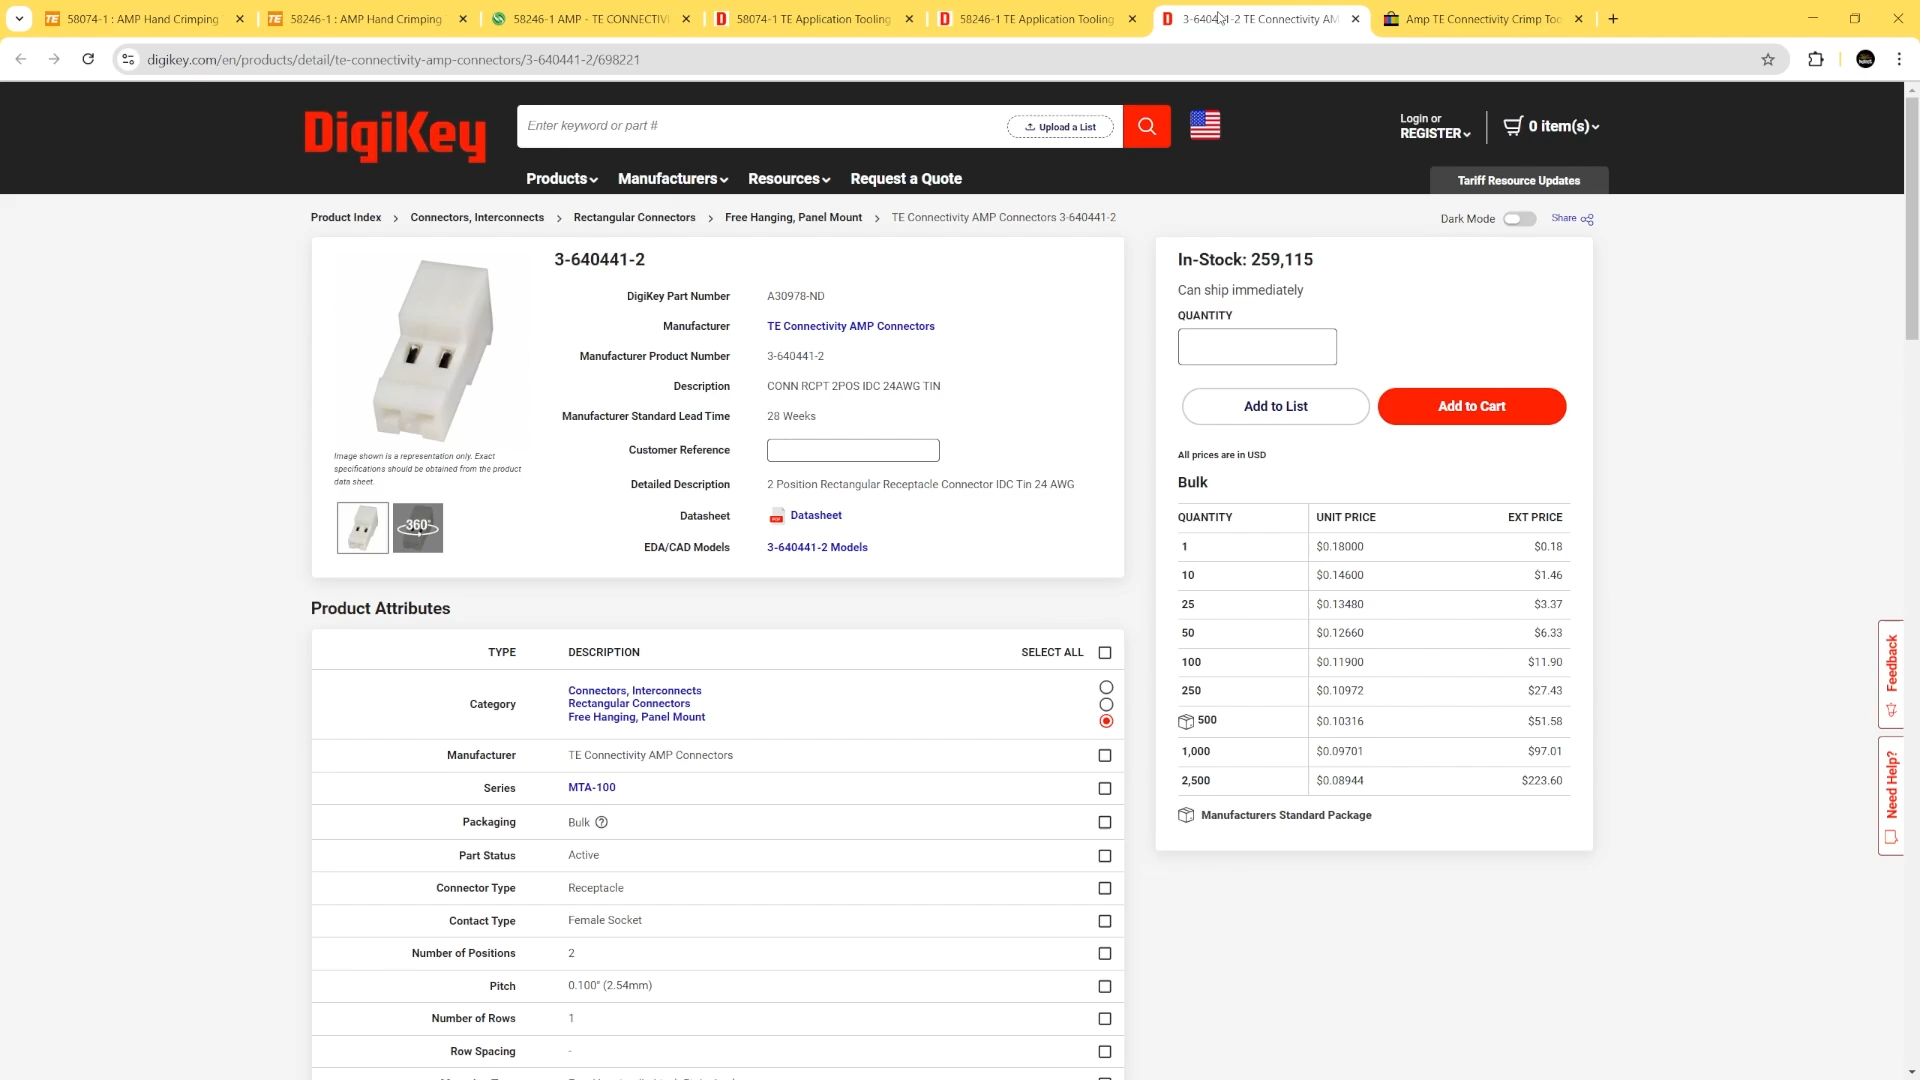 58074-1 : AMP Hand Crimping
58246-1 : AMP Hand Crimping
58246-1 AMP - TE CONNECTIVI
58074-1 TE Application Tooling
58246-1 TE Application Tooling
3-640441-2 TE Connectivity AM
Amp TE Connectivity Crimp Too
digikey.com/en/products/detail/te-connectivity-amp-connectors/3-640441-2/698221
DigiKey
Enter keyword or part #
Upload a List
Login or
REGISTER
0 item(s)
Products
Manufacturers
Resources
Request a Quote
Tariff Resource Updates
Product Index > Connectors, Interconnects > Rectangular Connectors > Free Hanging, Panel Mount > TE Connectivity AMP Connectors 3-640441-2
Dark Mode
Share
3-640441-2
DigiKey Part Number A30978-ND
Manufacturer TE Connectivity AMP Connectors
Manufacturer Product Number 3-640441-2
Description CONN RCPT 2POS IDC 24AWG TIN
Manufacturer Standard Lead Time 28 Weeks
Customer Reference
Detailed Description 2 Position Rectangular Receptacle Connector IDC Tin 24 AWG
Datasheet Datasheet
EDA/CAD Models 3-640441-2 Models
Image shown is a representation only. Exact
specifications should be obtained from the product
data sheet.
360°
In-Stock: 259,115
Can ship immediately
QUANTITY
Add to List
Add to Cart
All prices are in USD
Bulk
QUANTITY UNIT PRICE EXT PRICE
1 $0.18000 $0.18
10 $0.14600 $1.46
25 $0.13480 $3.37
50 $0.12660 $6.33
100 $0.11900 $11.90
250 $0.10972 $27.43
500 $0.10316 $51.58
1,000 $0.09701 $97.01
2,500 $0.08944 $223.60
Manufacturers Standard Package
Product Attributes
TYPE DESCRIPTION SELECT ALL
Category
Connectors, Interconnects
Rectangular Connectors
Free Hanging, Panel Mount
Manufacturer TE Connectivity AMP Connectors
Series MTA-100
Packaging Bulk
Part Status Active
Connector Type Receptacle
Contact Type Female Socket
Number of Positions 2
Pitch 0.100" (2.54mm)
Number of Rows 1
Row Spacing -
Feedback
Need Help?